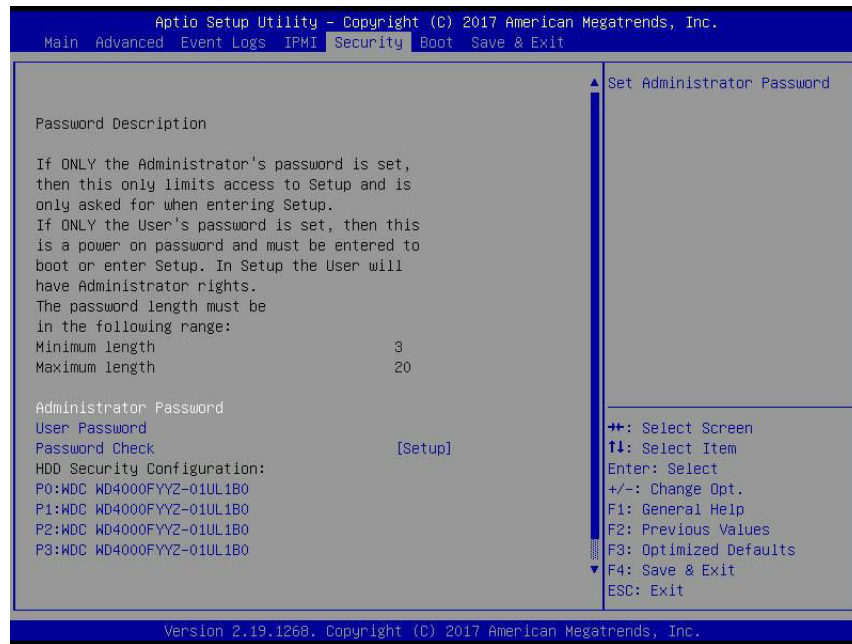 Aptio Setup Utility – Copyright (C) 2017 American Megatrends, Inc.
Main Advanced Event Logs IPMI Security Boot Save & Exit
Set Administrator Password
Password Description
If ONLY the Administrator's password is set,
then this only limits access to Setup and is
only asked for when entering Setup.
If ONLY the User's password is set, then this
is a power on password and must be entered to
boot or enter Setup. In Setup the User will
have Administrator rights.
The password length must be
in the following range:
Minimum length 3
Maximum length 20
Administrator Password
User Password
Password Check [Setup]
HDD Security Configuration:
P0:WDC WD4000FYYZ-01UL1B0
P1:WDC WD4000FYYZ-01UL1B0
P2:WDC WD4000FYYZ-01UL1B0
P3:WDC WD4000FYYZ-01UL1B0
→←: Select Screen
↑↓: Select Item
Enter: Select
+/-: Change Opt.
F1: General Help
F2: Previous Values
F3: Optimized Defaults
F4: Save & Exit
ESC: Exit
Version 2.19.1268. Copyright (C) 2017 American Megatrends, Inc.